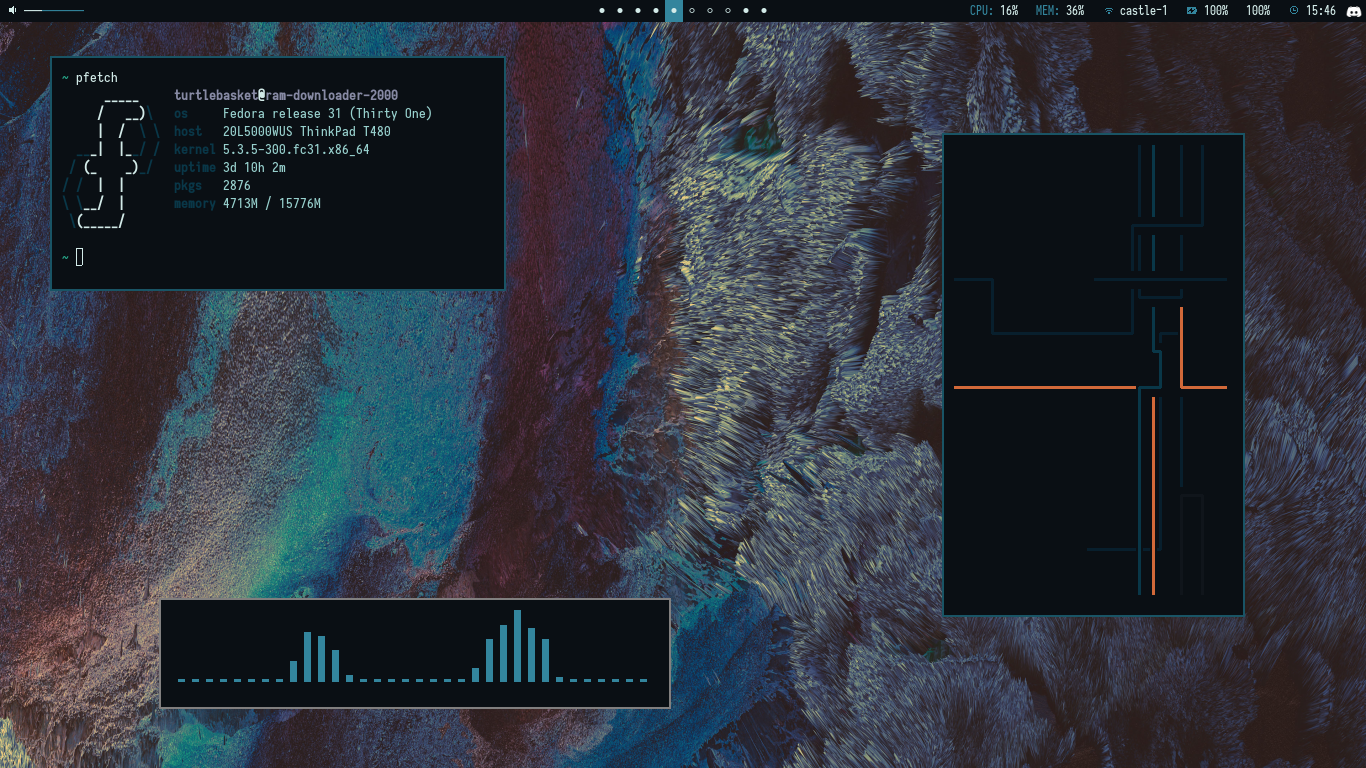 CPU: 16% MEM: 36% castle-1 100% 100% 15:46
~ pfetch
turtlebasket@ram-downloader-2000
os Fedora release 31 (Thirty One)
host 20L5000WUS ThinkPad T480
kernel 5.3.5-300.fc31.x86_64
uptime 3d 10h 2m
pkgs 2876
memory 4713M / 15776M
~